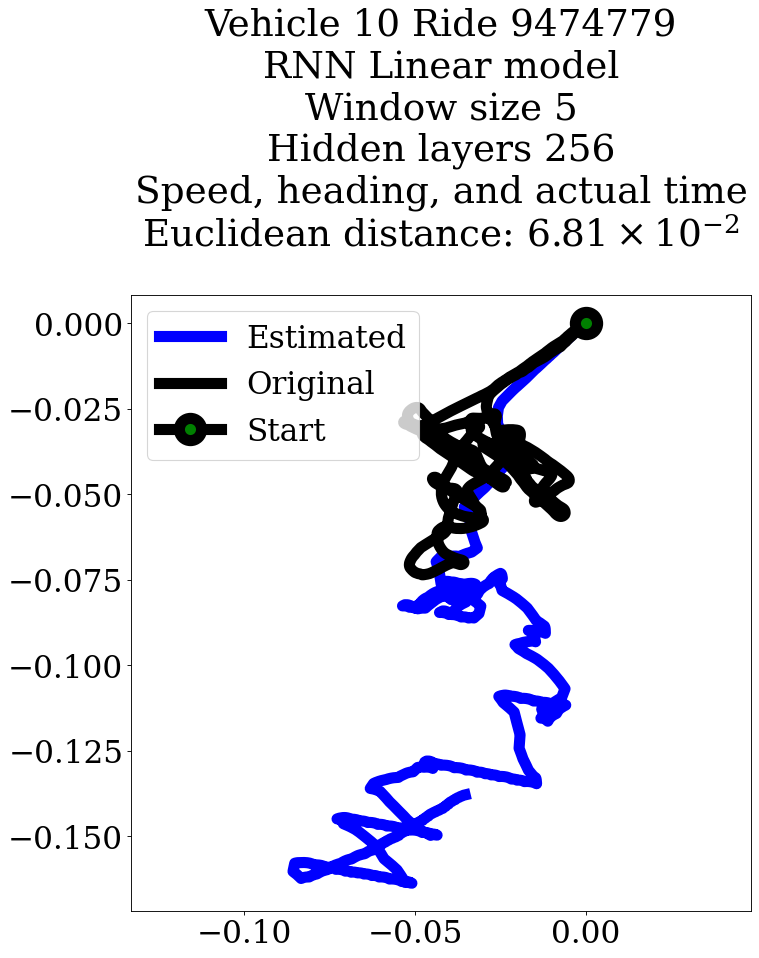 Vehicle 10 Ride 9474779
RNN Linear model
Window size 5
Hidden layers 256
Speed, heading, and actual time
Euclidean distance: 6.81 × 10⁻²
Estimated
Original
Start
0.000
−0.025
−0.050
−0.075
−0.100
−0.125
−0.150
−0.10
−0.05
0.00